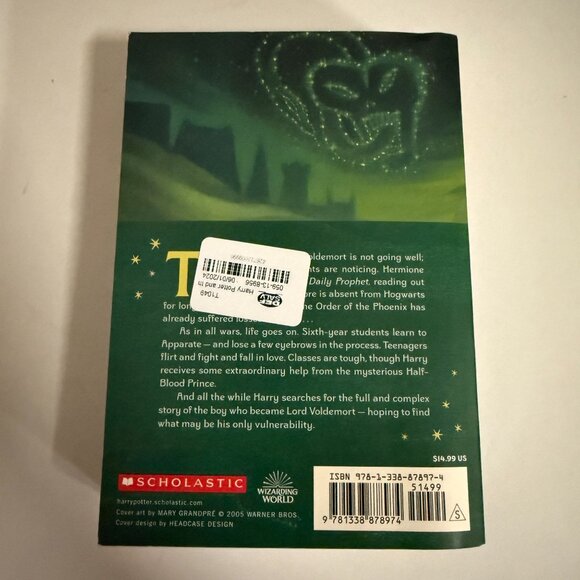 T
Voldemort is not going well;
nts are noticing. Hermione
Daily Prophet, reading out
ore is absent from Hogwarts
for lon
the Order of the Phoenix has
already suffered losses . . .
As in all wars, life goes on. Sixth-year students learn to
Apparate — and lose a few eyebrows in the process. Teenagers
flirt and fight and fall in love. Classes are tough, though Harry
receives some extraordinary help from the mysterious Half-
Blood Prince.
And all the while Harry searches for the full and complex
story of the boy who became Lord Voldemort — hoping to find
what may be his only vulnerability.
T1049
Harry Potter and th
059-13-8956 06/01/2024
$14.99 US
SCHOLASTIC
harrypotter.scholastic.com
Cover art by MARY GRANDPRÉ © 2005 WARNER BROS.
Cover design by HEADCASE DESIGN
WIZARDING
WORLD
ISBN 978-1-338-87897-4
51499
9 781338 878974
S